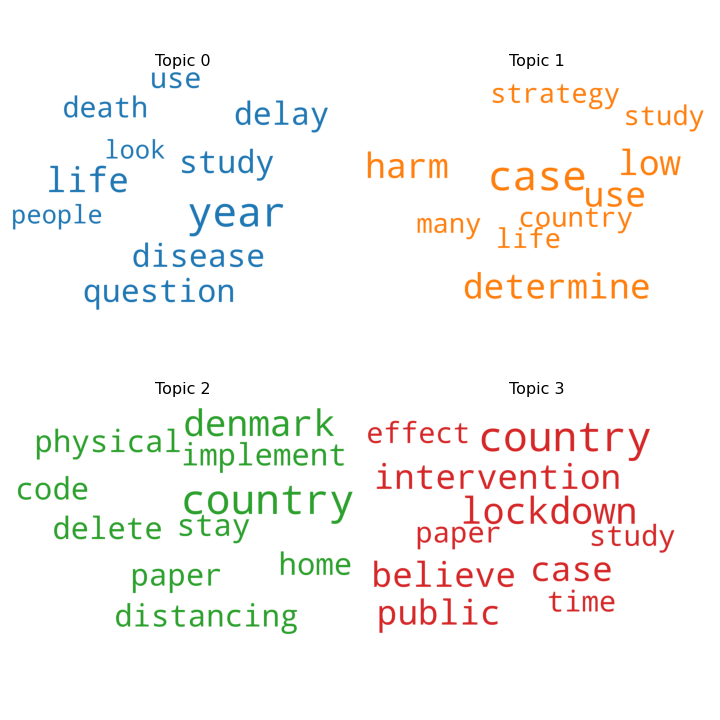 Topic 0
use
death
delay
look
study
life
people
year
disease
question
Topic 1
strategy
study
harm
low
case
use
many
country
life
determine
Topic 2
denmark
physical
implement
code
country
delete
stay
home
paper
distancing
Topic 3
effect
country
intervention
lockdown
paper
study
believe
case
public
time